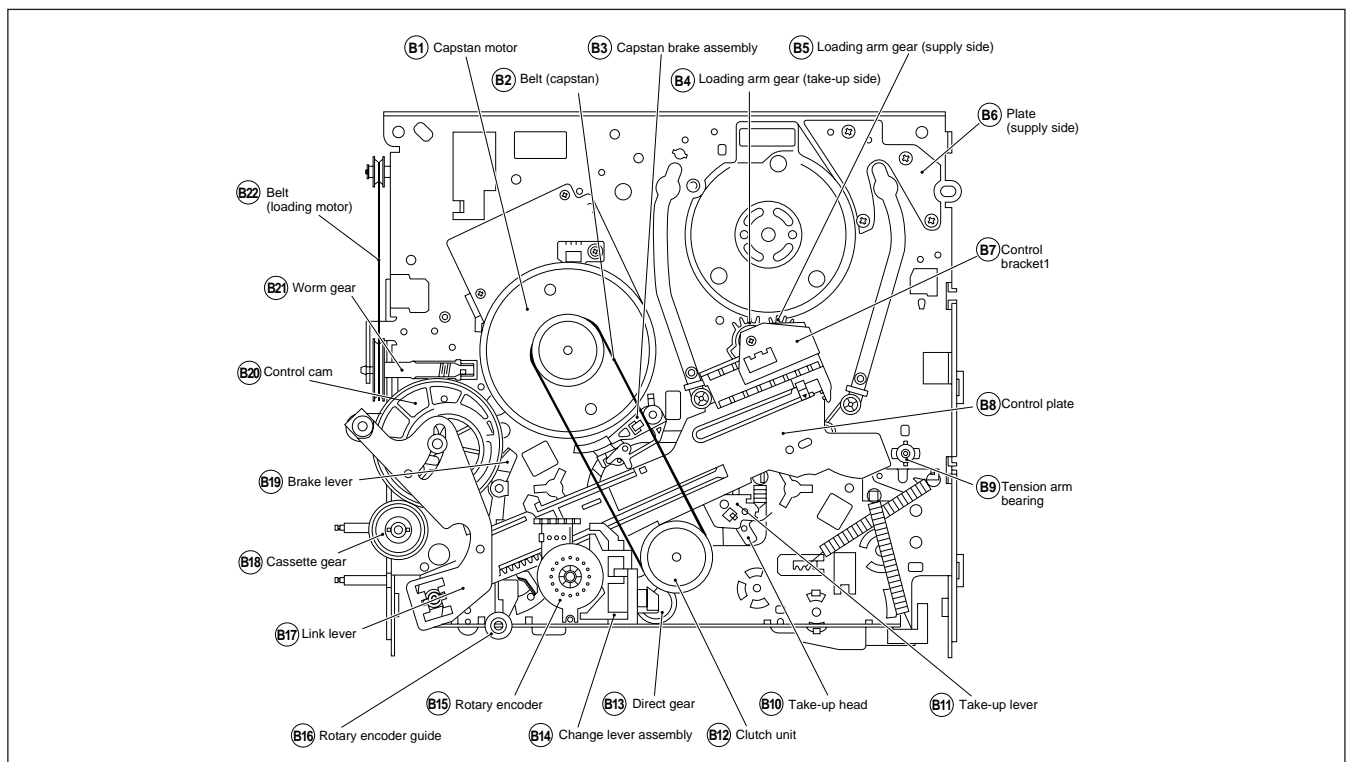 B1 Capstan motor
B3 Capstan brake assembly
B5 Loading arm gear (supply side)
B2 Belt (capstan)
B4 Loading arm gear (take-up side)
B6 Plate
(supply side)
B22 Belt
(loading motor)
B7 Control
bracket1
B21 Worm gear
B20 Control cam
B8 Control plate
B19 Brake lever
B9 Tension arm
bearing
B18 Cassette gear
B17 Link lever
B15 Rotary encoder
B13 Direct gear
B10 Take-up head
B11 Take-up lever
B16 Rotary encoder guide
B14 Change lever assembly
B12 Clutch unit